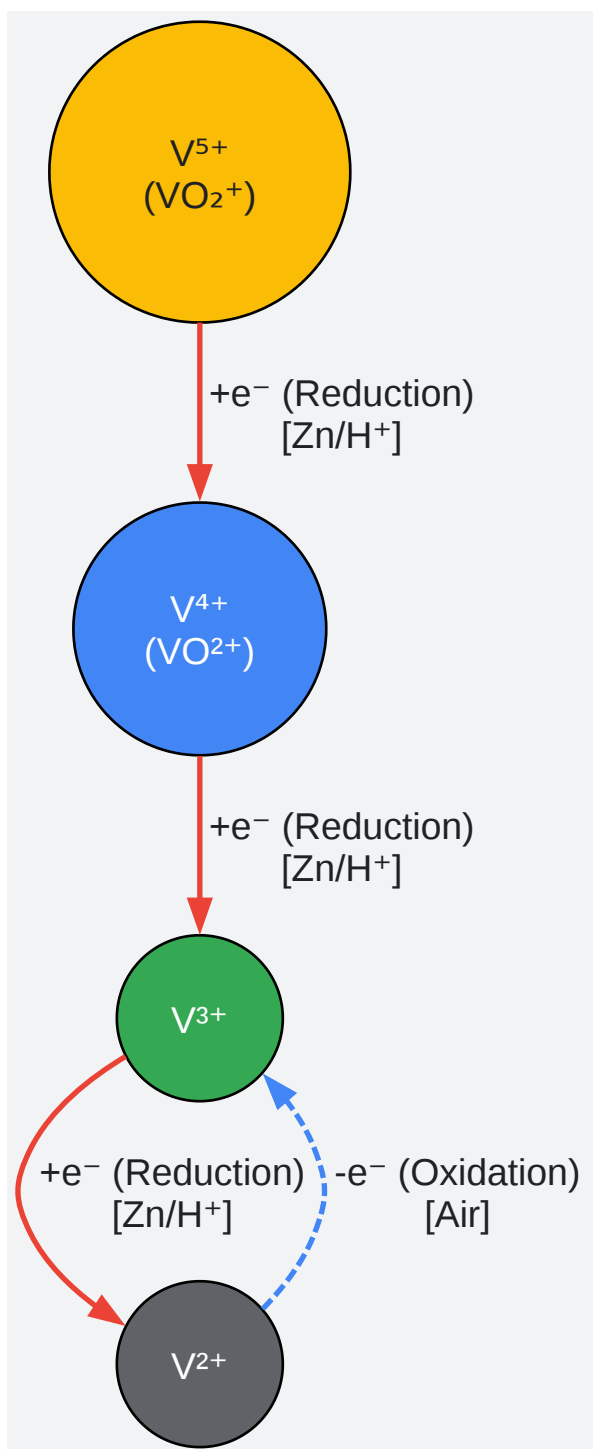 V⁵⁺
(VO₂⁺)
+e⁻ (Reduction)
[Zn/H⁺]
V⁴⁺
(VO²⁺)
+e⁻ (Reduction)
[Zn/H⁺]
V³⁺
+e⁻ (Reduction)
[Zn/H⁺]
-e⁻ (Oxidation)
[Air]
V²⁺